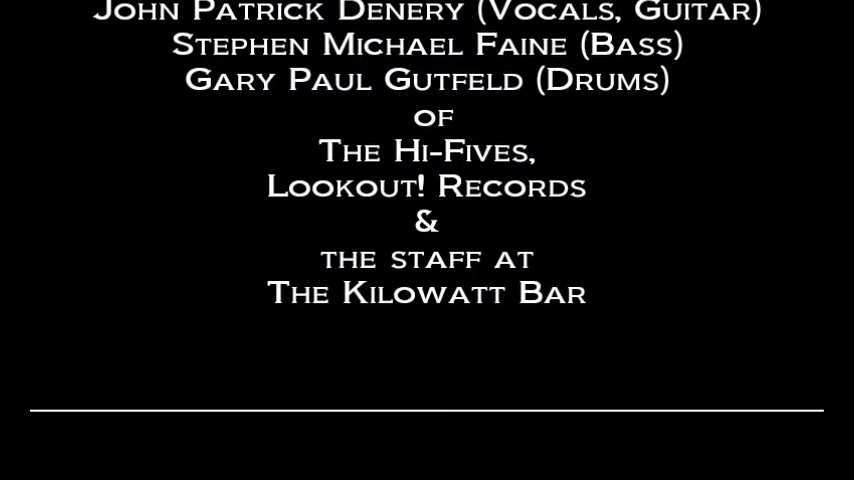 John Patrick Denery (Vocals, Guitar)
Stephen Michael Faine (Bass)
Gary Paul Gutfeld (Drums)
of
The Hi-Fives,
Lookout! Records
&
the staff at
The Kilowatt Bar